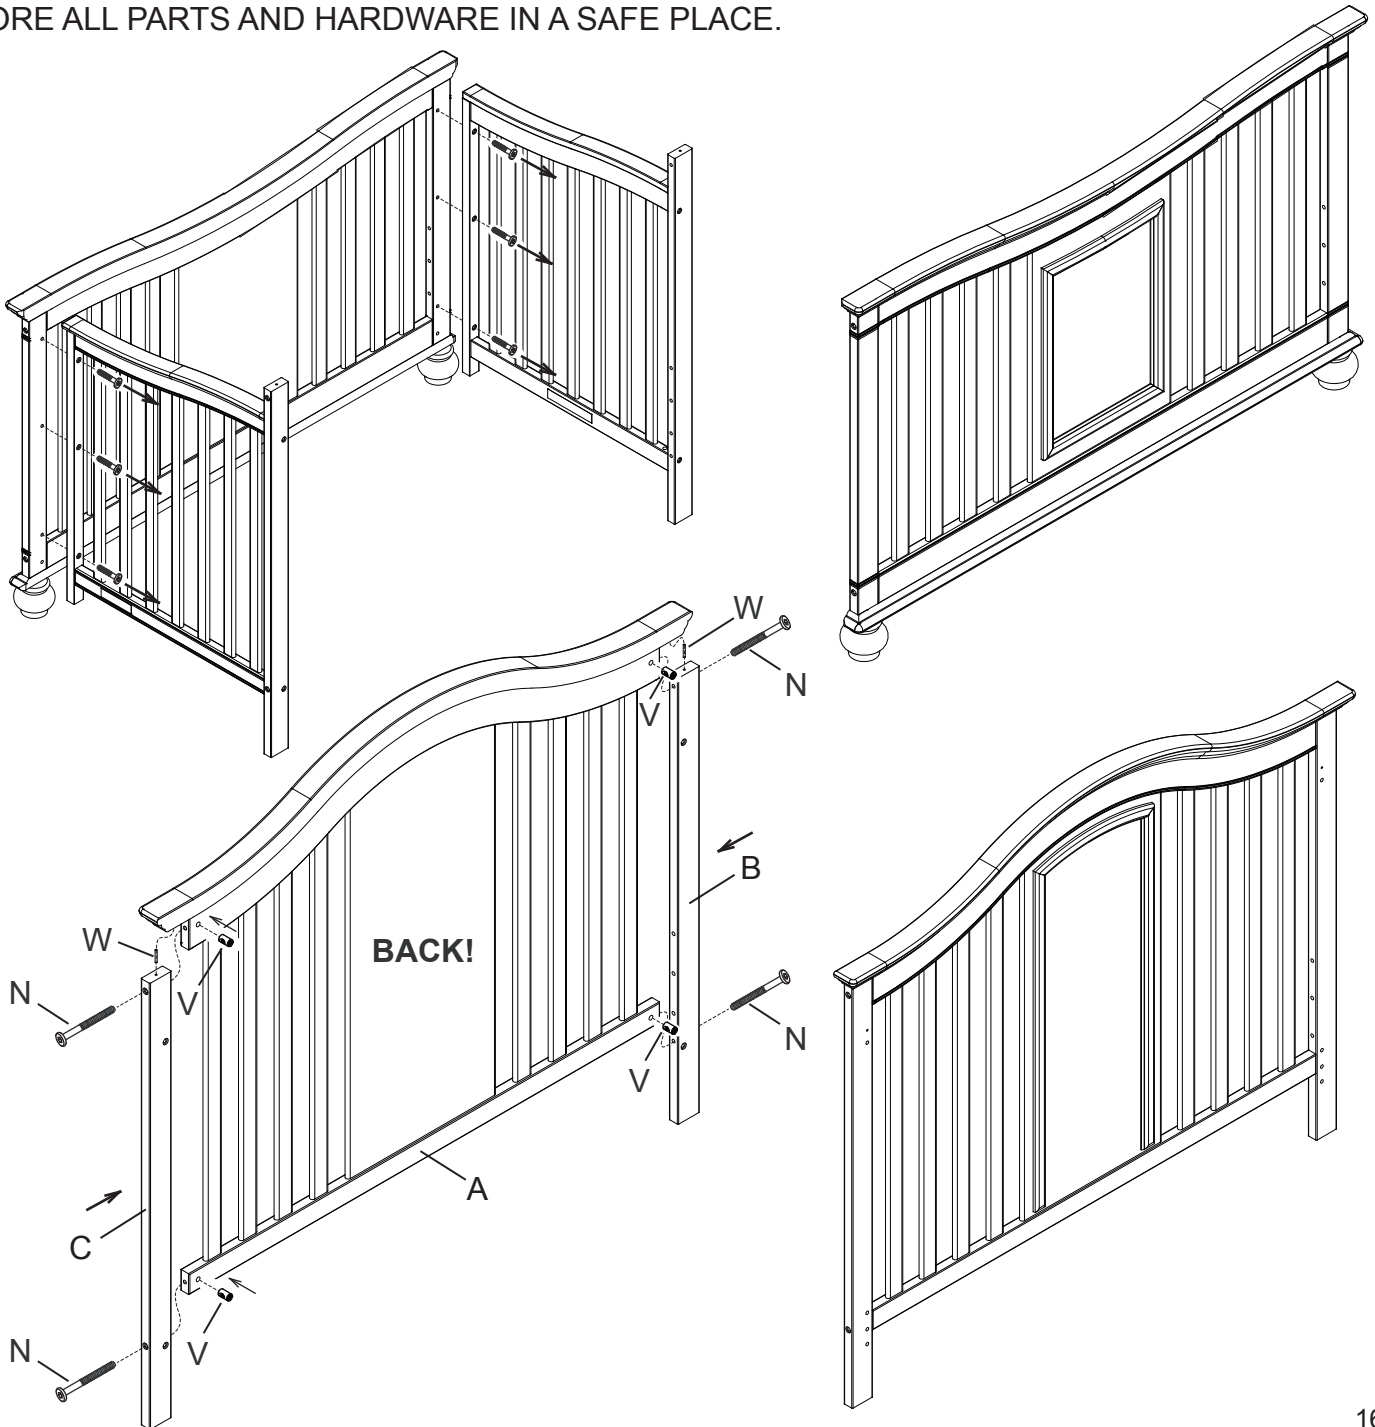 ORE ALL PARTS AND HARDWARE IN A SAFE PLACE.
W
N
V
B
BACK!
W
V
N
N
V
A
C
V
N
16